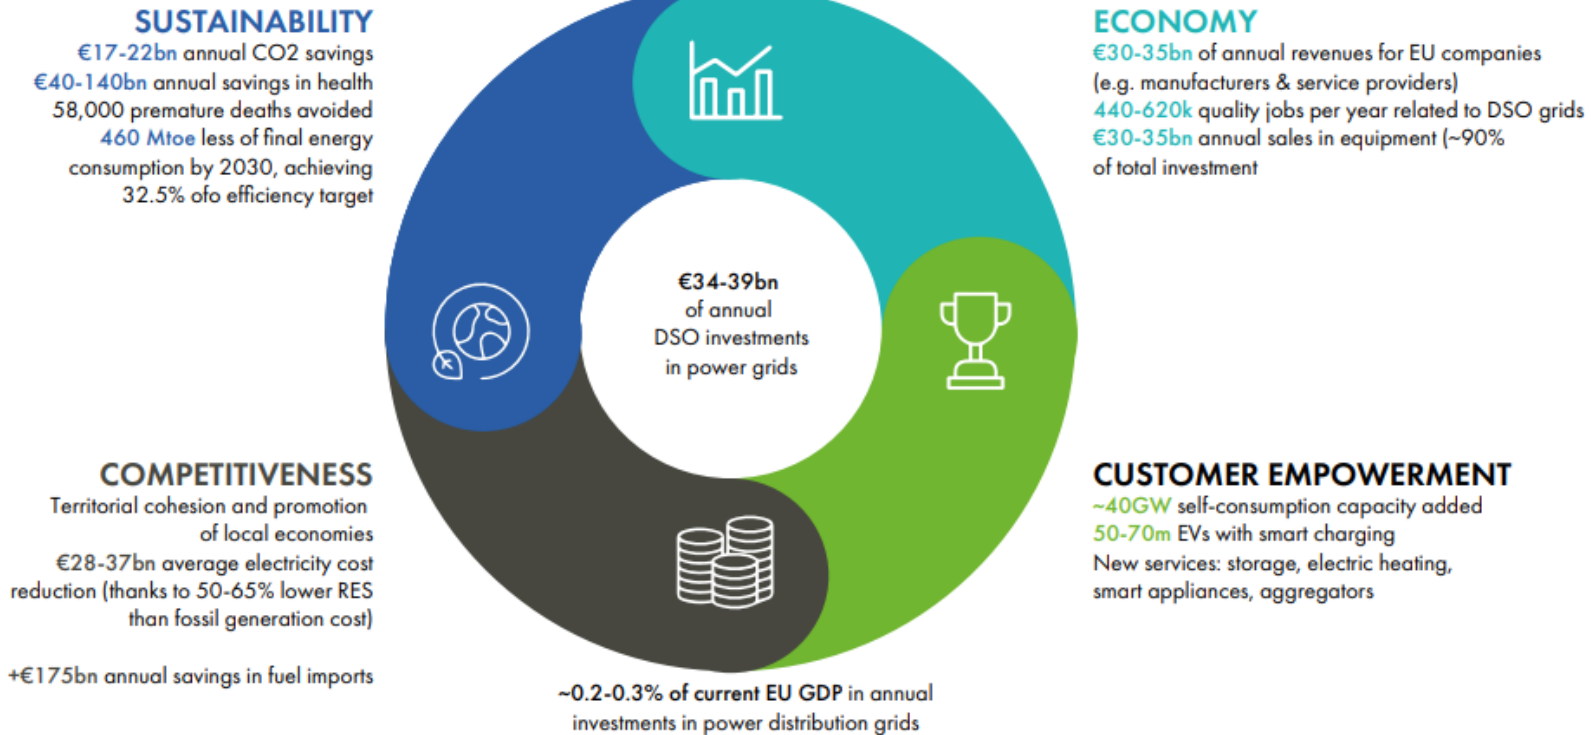 SUSTAINABILITY
€17-22bn annual CO2 savings
€40-140bn annual savings in health
58,000 premature deaths avoided
460 Mtoe less of final energy
consumption by 2030, achieving
32.5% ofo efficiency target
ECONOMY
€30-35bn of annual revenues for EU companies
(e.g. manufacturers & service providers)
440-620k quality jobs per year related to DSO grids
€30-35bn annual sales in equipment (~90%
of total investment
€34-39bn
of annual
DSO investments
in power grids
COMPETITIVENESS
Territorial cohesion and promotion
of local economies
€28-37bn average electricity cost
reduction (thanks to 50-65% lower RES
than fossil generation cost)
+€175bn annual savings in fuel imports
CUSTOMER EMPOWERMENT
~40GW self-consumption capacity added
50-70m EVs with smart charging
New services: storage, electric heating,
smart appliances, aggregators
~0.2-0.3% of current EU GDP in annual
investments in power distribution grids